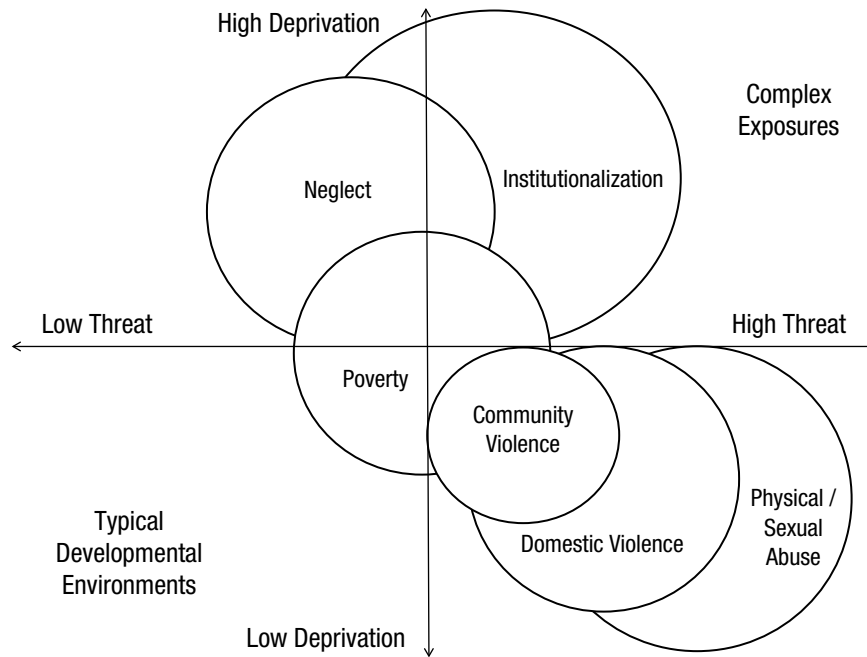 High Deprivation
Complex
Exposures
Neglect
Institutionalization
Low Threat
High Threat
Poverty
Community
Violence
Physical /
Sexual
Abuse
Typical
Developmental
Environments
Domestic Violence
Low Deprivation